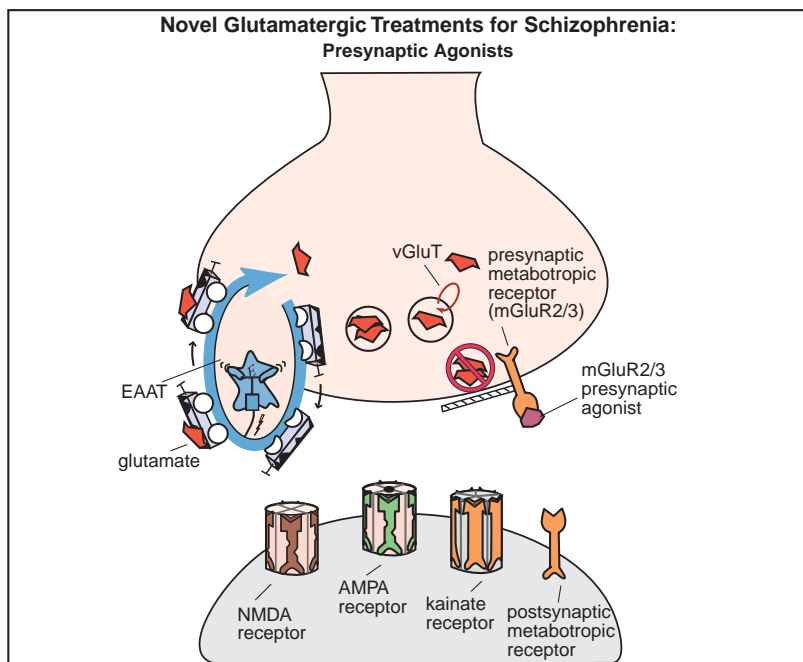 Novel Glutamatergic Treatments for Schizophrenia:
Presynaptic Agonists
vGluT
presynaptic
metabotropic
receptor
(mGluR2/3)
mGluR2/3
presynaptic
agonist
EAAT
E
glutamate
NMDA
receptor
AMPA
receptor
kainate
receptor
postsynaptic
metabotropic
receptor